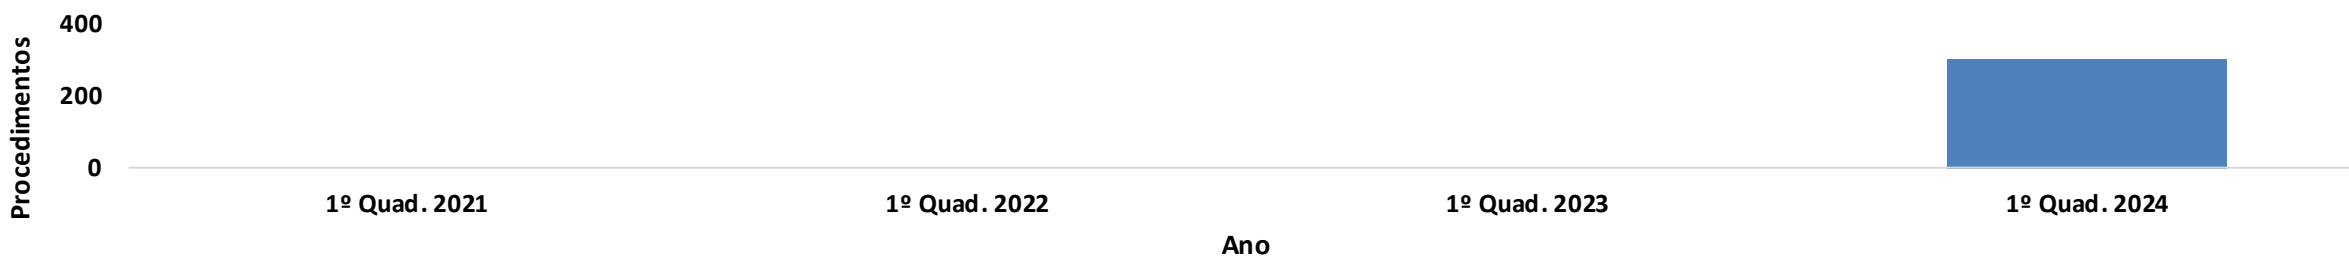 Procedimentos
400
200
0
1º Quad. 2021
1º Quad. 2022
1º Quad. 2023
1º Quad. 2024
Ano